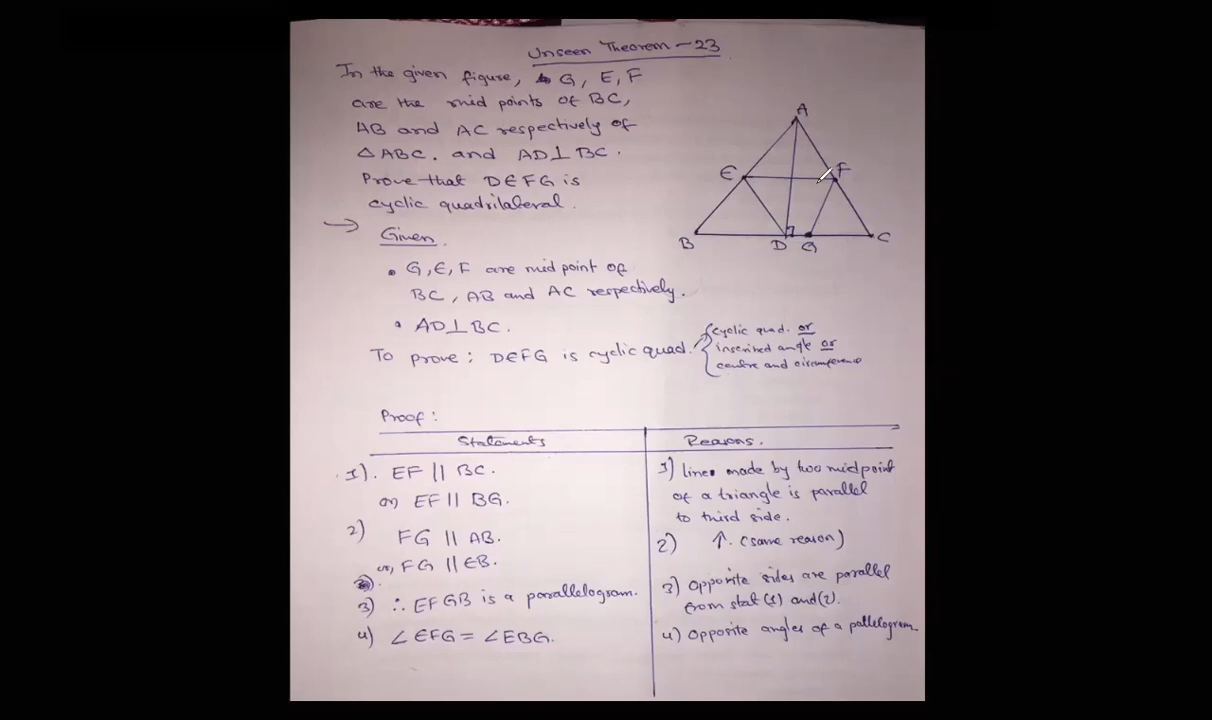 Unseen Theorem - 23
In the given figure, G, E, F
are the mid points of BC,
AB and AC respectively of
△ABC. and AD⊥BC.
Prove that DEFG is
cyclic quadrilateral.
→ Given.
• G,E,F are mid point of
BC, AB and AC respectively.
• AD⊥BC.
To prove : DEFG is cyclic quad.
cyclic quad. or
inscribed angle or
centre and circumference
A
E
F
B
D
G
C
Proof :
Statements
Reasons.
1). EF || BC.
or, EF || BG.
2) FG || AB.
or, FG || EB.
3) ∴ EFGB is a parallelogram.
4) ∠EFG = ∠EBG.
1) line made by two midpoint
of a triangle is parallel
to third side.
2) ↑. (same reason)
3) Opposite sides are parallel
from stat (1) and (2).
4) Opposite angles of a pallelogram